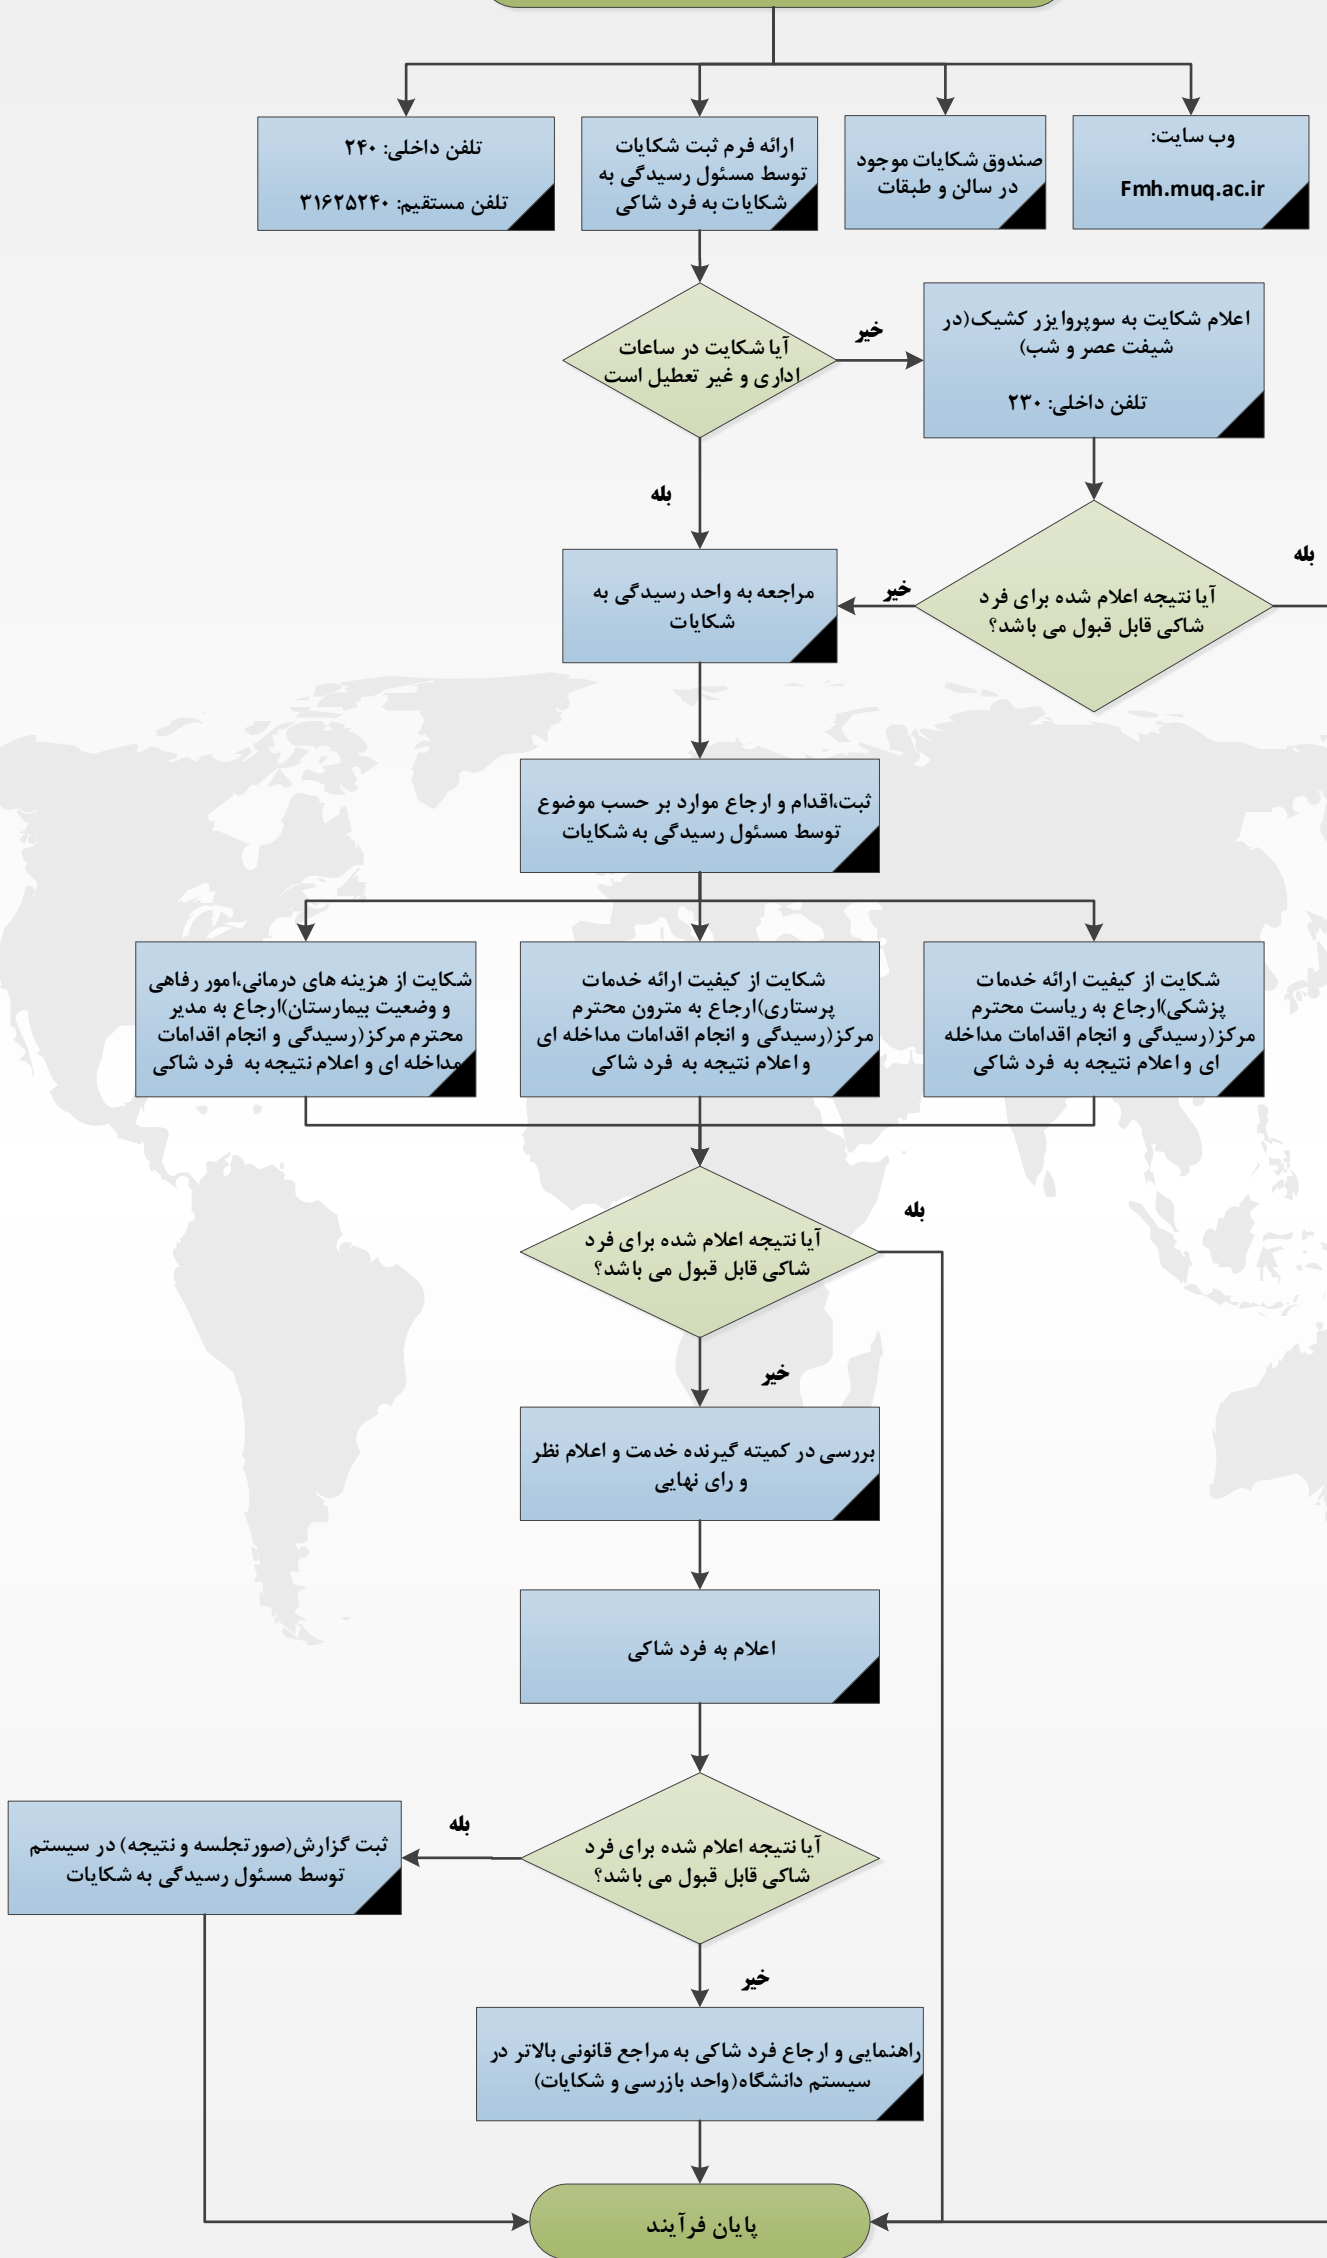 وب سایت:
Fmh.muq.ac.ir
صندوق شکایات موجود
در سالن و طبقات
ارائه فرم ثبت شکایات
توسط مسئول رسیدگی به
شکایات به فرد شاکی
تلفن داخلی: ۲۴۰
تلفن مستقیم: ۳۱۶۲۵۲۴۰
آیا شکایت در ساعات
اداری و غیر تعطیل است
خیر
اعلام شکایت به سوپروایزر کشیک(در
شیفت عصر و شب)
تلفن داخلی: ۲۳۰
بله
بله
آیا نتیجه اعلام شده برای فرد
شاکی قابل قبول می باشد؟
خیر
مراجعه به واحد رسیدگی به
شکایات
ثبت،اقدام و ارجاع موارد بر حسب موضوع
توسط مسئول رسیدگی به شکایات
شکایت از کیفیت ارائه خدمات
پزشکی)ارجاع به ریاست محترم
مرکز(رسیدگی و انجام اقدامات مداخله
ای و اعلام نتیجه به فرد شاکی
شکایت از کیفیت ارائه خدمات
پرستاری)ارجاع به مترون محترم
مرکز(رسیدگی و انجام اقدامات مداخله ای
و اعلام نتیجه به فرد شاکی
شکایت از هزینه های درمانی،امور رفاهی
و وضعیت بیمارستان)ارجاع به مدیر
محترم مرکز(رسیدگی و انجام اقدامات
مداخله ای و اعلام نتیجه به فرد شاکی
آیا نتیجه اعلام شده برای فرد
شاکی قابل قبول می باشد؟
بله
خیر
بررسی در کمیته گیرنده خدمت و اعلام نظر
و رای نهایی
اعلام به فرد شاکی
آیا نتیجه اعلام شده برای فرد
شاکی قابل قبول می باشد؟
بله
ثبت گزارش(صورتجلسه و نتیجه) در سیستم
توسط مسئول رسیدگی به شکایات
خیر
راهنمایی و ارجاع فرد شاکی به مراجع قانونی بالاتر در
سیستم دانشگاه(واحد بازرسی و شکایات)
پایان فرآیند